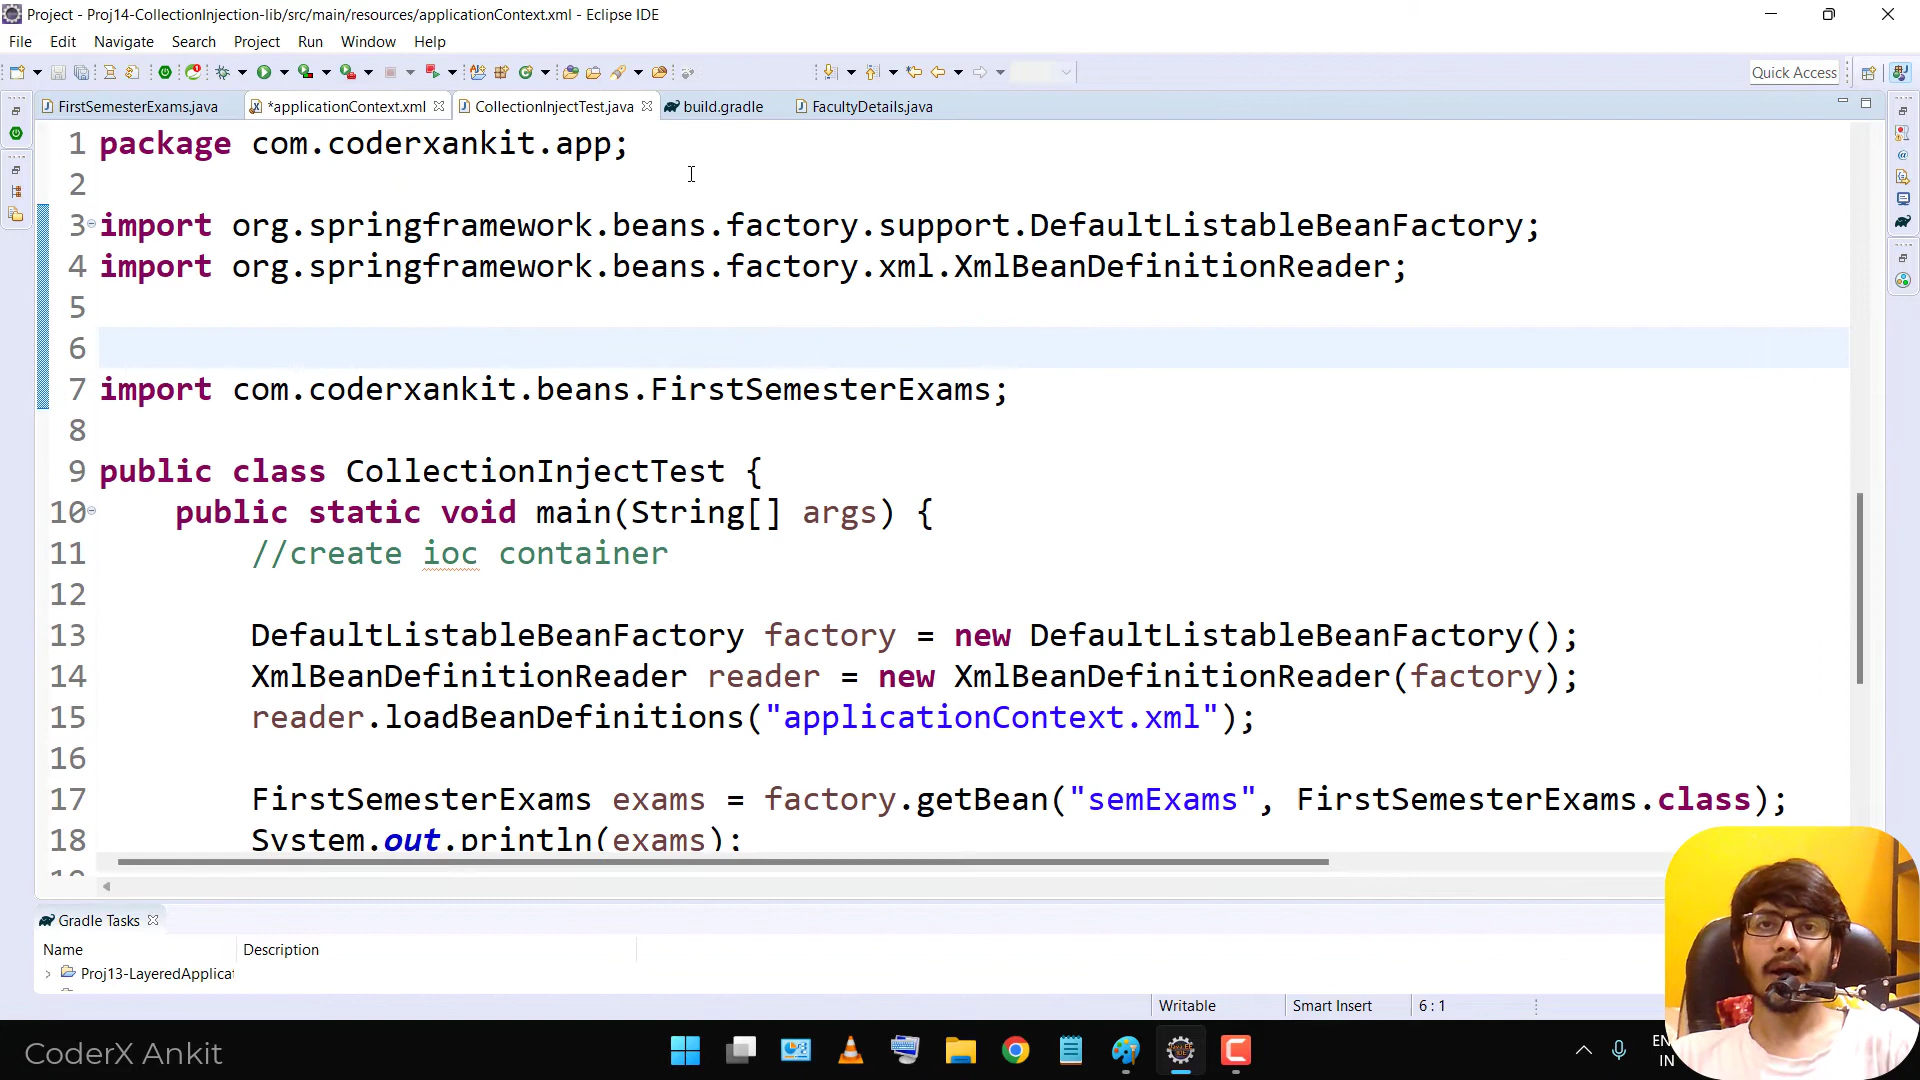 Project - Proj14-CollectionInjection-lib/src/main/resources/applicationContext.xml - Eclipse IDE
File Edit Navigate Search Project Run Window Help
Quick Access
FirstSemesterExams.java *applicationContext.xml CollectionInjectTest.java build.gradle FacultyDetails.java
1 package com.coderxankit.app;
2
3 import org.springframework.beans.factory.support.DefaultListableBeanFactory;
4 import org.springframework.beans.factory.xml.XmlBeanDefinitionReader;
5
6
7 import com.coderxankit.beans.FirstSemesterExams;
8
9 public class CollectionInjectTest {
10 public static void main(String[] args) {
11 //create ioc container
12
13 DefaultListableBeanFactory factory = new DefaultListableBeanFactory();
14 XmlBeanDefinitionReader reader = new XmlBeanDefinitionReader(factory);
15 reader.loadBeanDefinitions("applicationContext.xml");
16
17 FirstSemesterExams exams = factory.getBean("semExams", FirstSemesterExams.class);
18 System.out.println(exams);
Gradle Tasks
Name Description
Proj13-LayeredApplicat
Writable Smart Insert 6 : 1
CoderX Ankit
IN